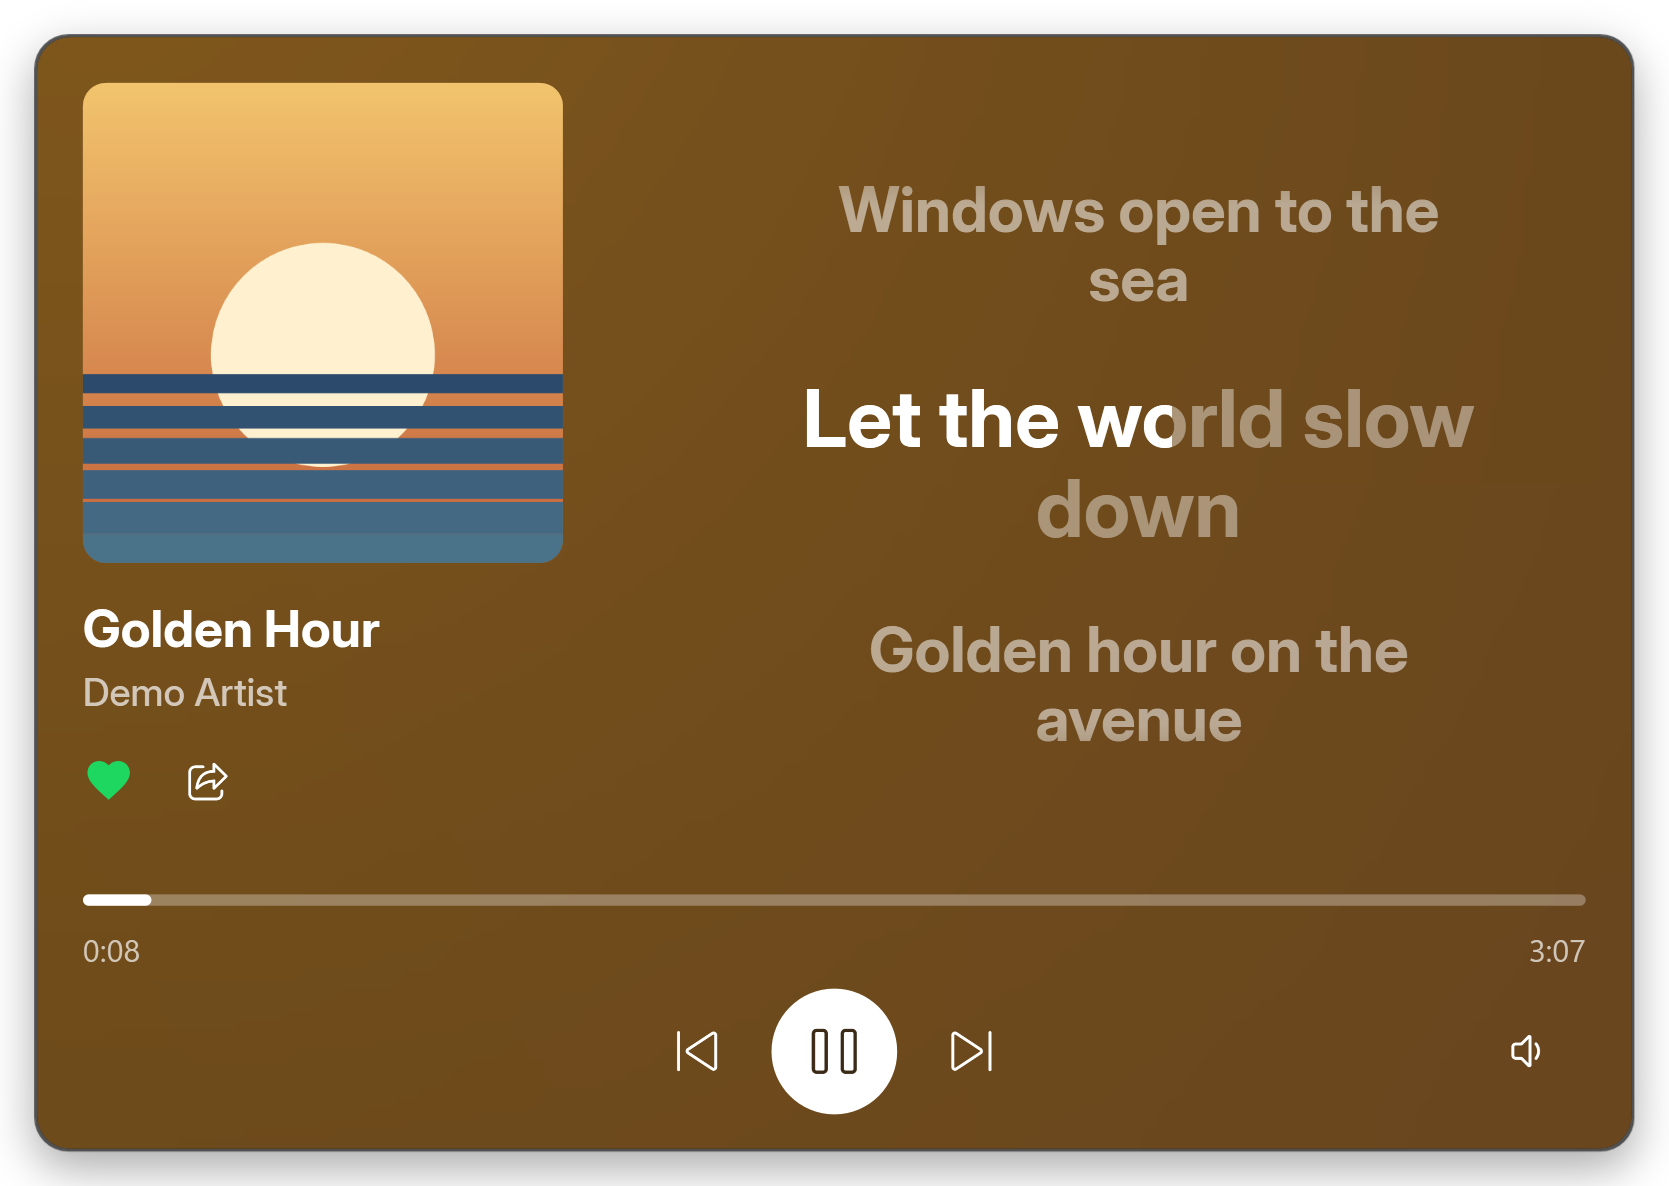 Windows open to the
sea
Let the world slow
down
Golden hour on the
avenue
Golden Hour
Demo Artist
0:08
3:07